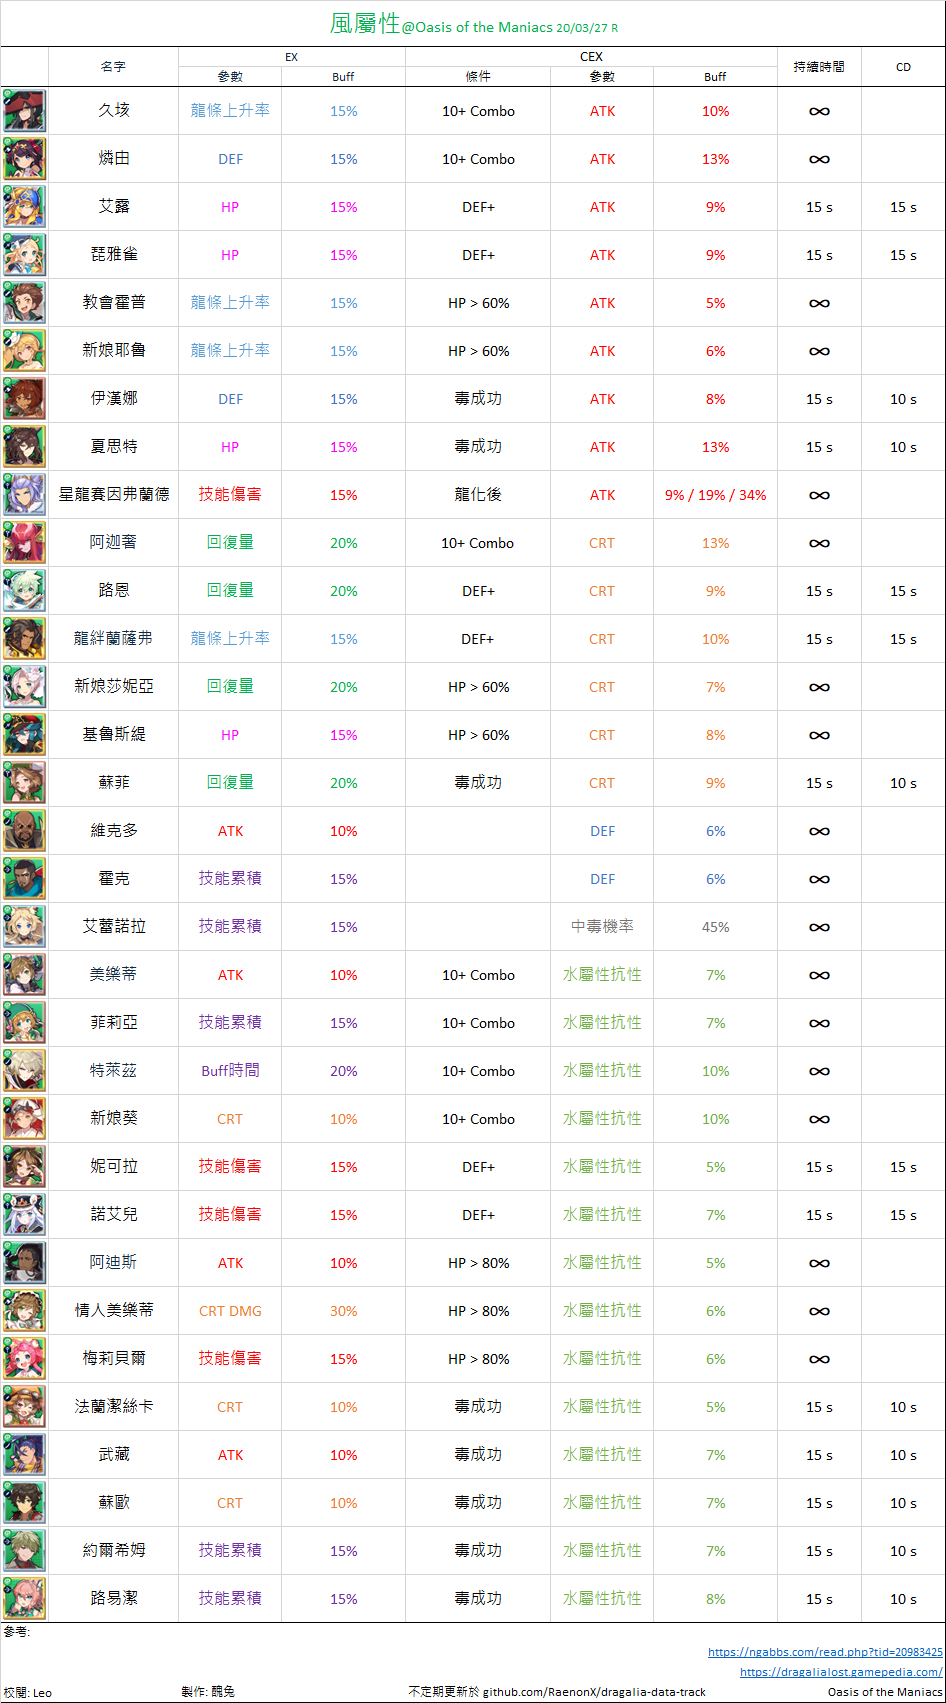 風屬性@Oasis of the Maniacs 20/03/27 R
名字 EX CEX 持續時間 CD
參數 Buff 條件 參數 Buff
久垓 龍條上升率 15% 10+ Combo ATK 10% ∞
燐由 DEF 15% 10+ Combo ATK 13% ∞
艾露 HP 15% DEF+ ATK 9% 15 s 15 s
琵雅雀 HP 15% DEF+ ATK 9% 15 s 15 s
教會霍普 龍條上升率 15% HP > 60% ATK 5% ∞
新娘耶魯 龍條上升率 15% HP > 60% ATK 6% ∞
伊漢娜 DEF 15% 毒成功 ATK 8% 15 s 10 s
夏思特 HP 15% 毒成功 ATK 13% 15 s 10 s
星龍賽因弗蘭德 技能傷害 15% 龍化後 ATK 9% / 19% / 34% ∞
阿迦奢 回復量 20% 10+ Combo CRT 13% ∞
路恩 回復量 20% DEF+ CRT 9% 15 s 15 s
龍絆蘭薩弗 龍條上升率 15% DEF+ CRT 10% 15 s 15 s
新娘莎妮亞 回復量 20% HP > 60% CRT 7% ∞
基魯斯緹 HP 15% HP > 60% CRT 8% ∞
蘇菲 回復量 20% 毒成功 CRT 9% 15 s 10 s
維克多 ATK 10% DEF 6% ∞
霍克 技能累積 15% DEF 6% ∞
艾蕾諾拉 技能累積 15% 中毒機率 45% ∞
美樂蒂 ATK 10% 10+ Combo 水屬性抗性 7% ∞
菲莉亞 技能累積 15% 10+ Combo 水屬性抗性 7% ∞
特萊茲 Buff時間 20% 10+ Combo 水屬性抗性 10% ∞
新娘葵 CRT 10% 10+ Combo 水屬性抗性 10% ∞
妮可拉 技能傷害 15% DEF+ 水屬性抗性 5% 15 s 15 s
諾艾兒 技能傷害 15% DEF+ 水屬性抗性 7% 15 s 15 s
阿迪斯 ATK 10% HP > 80% 水屬性抗性 5% ∞
情人美樂蒂 CRT DMG 30% HP > 80% 水屬性抗性 6% ∞
梅莉貝爾 技能傷害 15% HP > 80% 水屬性抗性 6% ∞
法蘭潔絲卡 CRT 10% 毒成功 水屬性抗性 5% 15 s 10 s
武藏 ATK 10% 毒成功 水屬性抗性 7% 15 s 10 s
蘇歐 CRT 10% 毒成功 水屬性抗性 7% 15 s 10 s
約爾希姆 技能累積 15% 毒成功 水屬性抗性 7% 15 s 10 s
路易潔 技能累積 15% 毒成功 水屬性抗性 8% 15 s 10 s
參考:
https://ngabbs.com/read.php?tid=20983425
https://dragalialost.gamepedia.com/
校閱: Leo 製作: 醜兔 不定期更新於 github.com/RaenonX/dragalia-data-track Oasis of the Maniacs